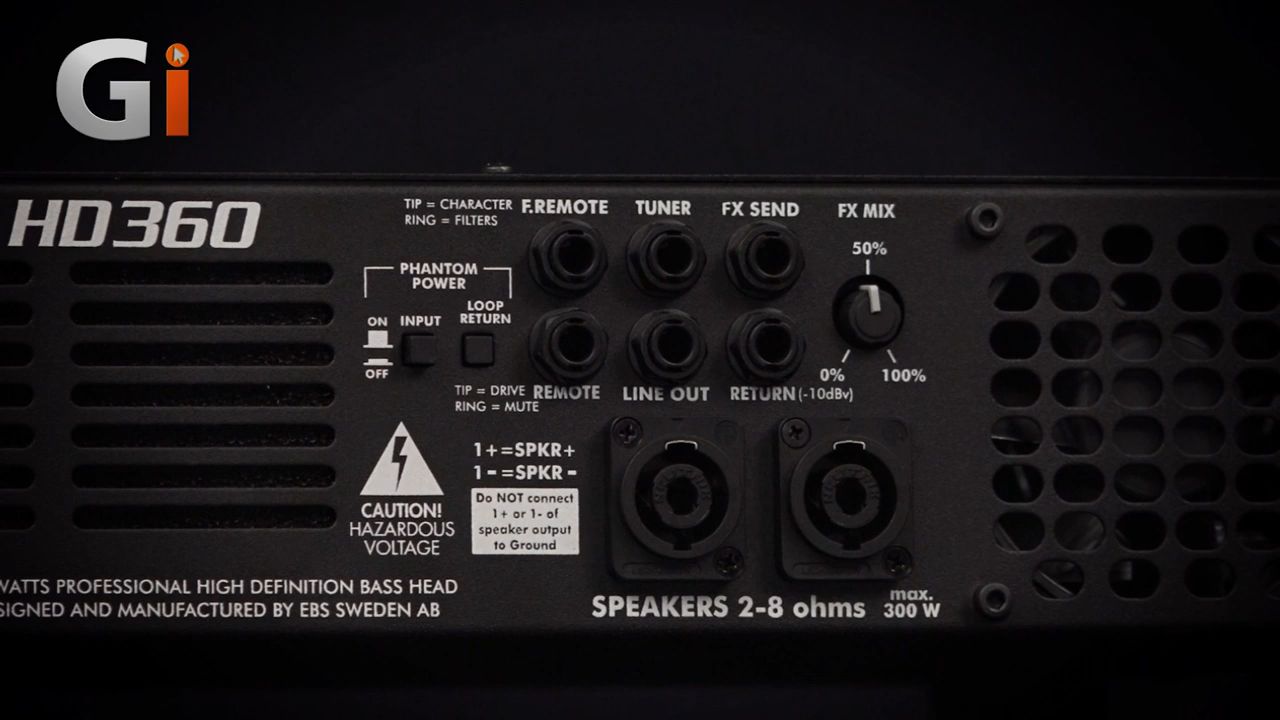 Gi
HD360
TIP = CHARACTER
RING = FILTERS
F.REMOTE
TUNER
FX SEND
FX MIX
50%
0%
100%
PHANTOM
POWER
ON
OFF
INPUT
LOOP
RETURN
TIP = DRIVE
RING = MUTE
REMOTE
LINE OUT
RETURN (-10dBv)
CAUTION!
HAZARDOUS
VOLTAGE
1+=SPKR+
1-=SPKR-
Do NOT connect
1+ or 1- of
speaker output
to Ground
WATTS PROFESSIONAL HIGH DEFINITION BASS HEAD
SIGNED AND MANUFACTURED BY EBS SWEDEN AB
SPEAKERS 2-8 ohms
max.
300 W